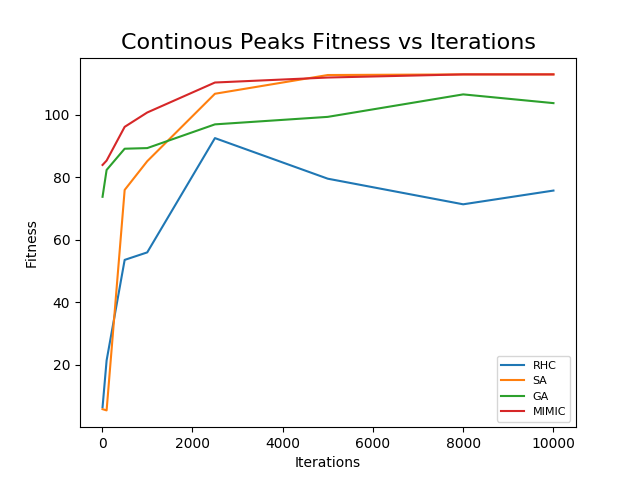 Continous Peaks Fitness vs Iterations
100
80
60
40
20
Fitness
0 2000 4000 6000 8000 10000
Iterations
RHC
SA
GA
MIMIC